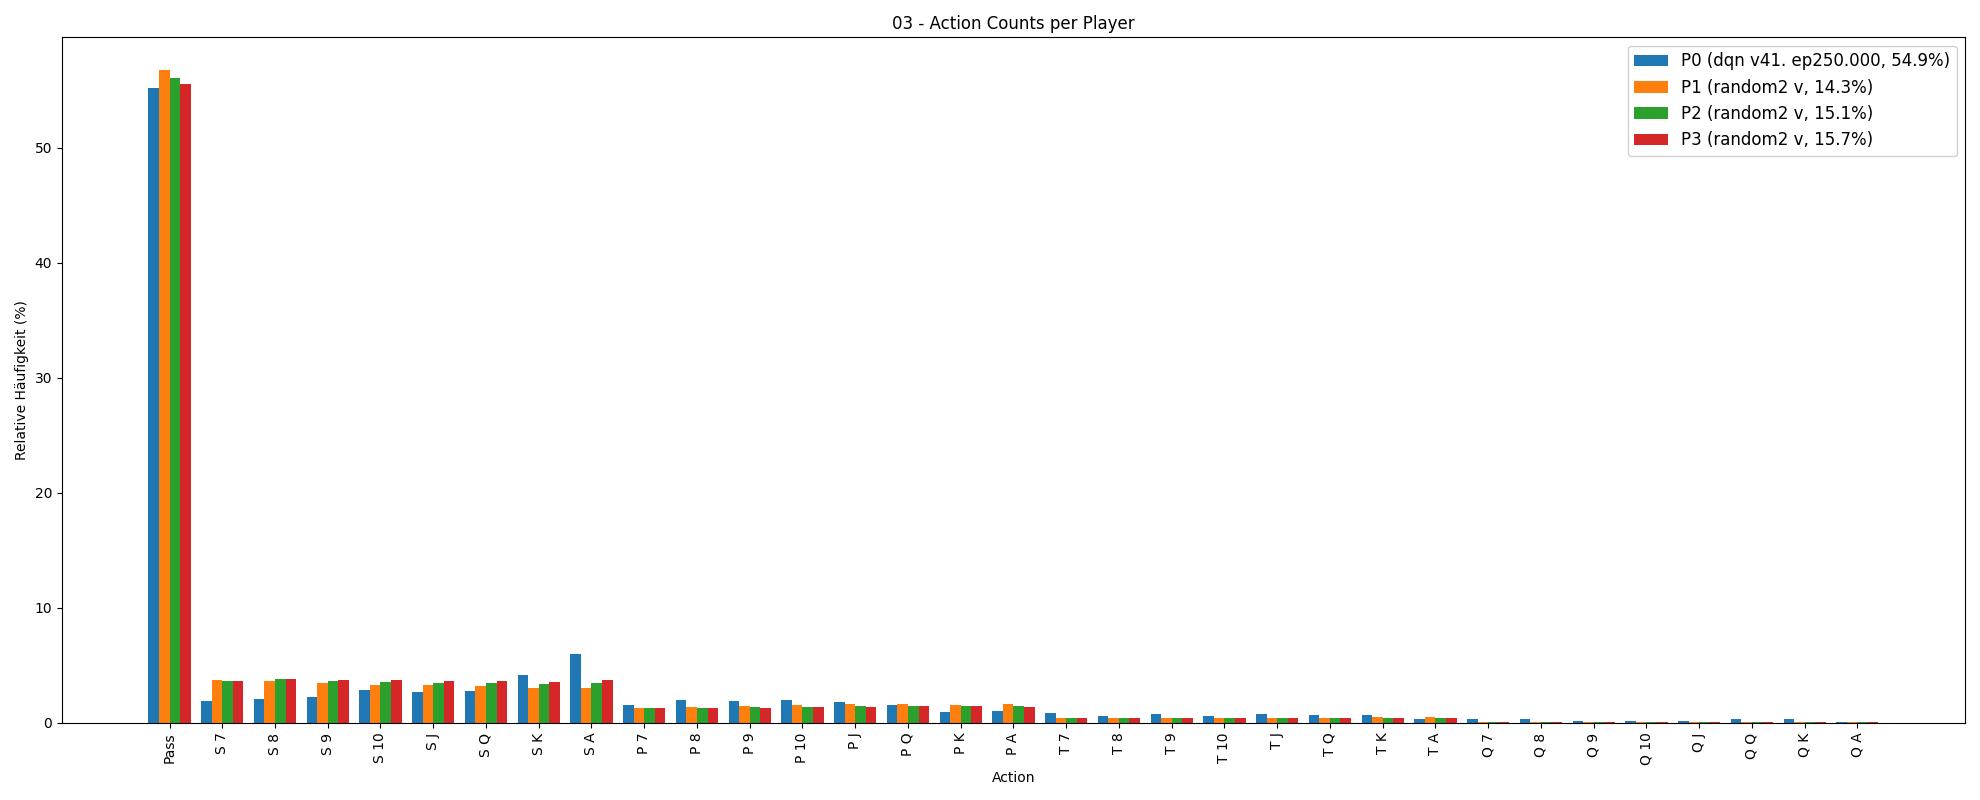 03 - Action Counts per Player
P0 (dqn v41. ep250.000, 54.9%)
P1 (random2 v, 14.3%)
P2 (random2 v, 15.1%)
P3 (random2 v, 15.7%)
Relative Häufigkeit (%)
50
40
30
20
10
0
Pass
S 7
S 8
S 9
S 10
S J
S Q
S K
S A
P 7
P 8
P 9
P 10
P J
P Q
P K
P A
T 7
T 8
T 9
T 10
T J
T Q
T K
T A
Q 7
Q 8
Q 9
Q 10
Q J
Q Q
Q K
Q A
Action